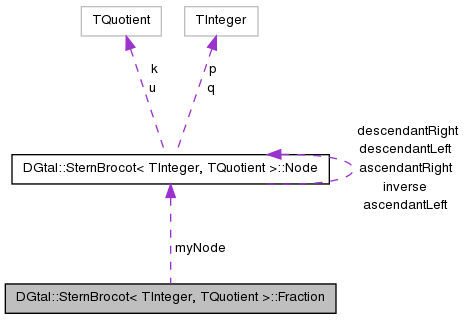 TQuotient
TInteger
k
u
p
q
descendantRight
descendantLeft
ascendantRight
inverse
ascendantLeft
DGtal::SternBrocot< TInteger, TQuotient >::Node
myNode
DGtal::SternBrocot< TInteger, TQuotient >::Fraction